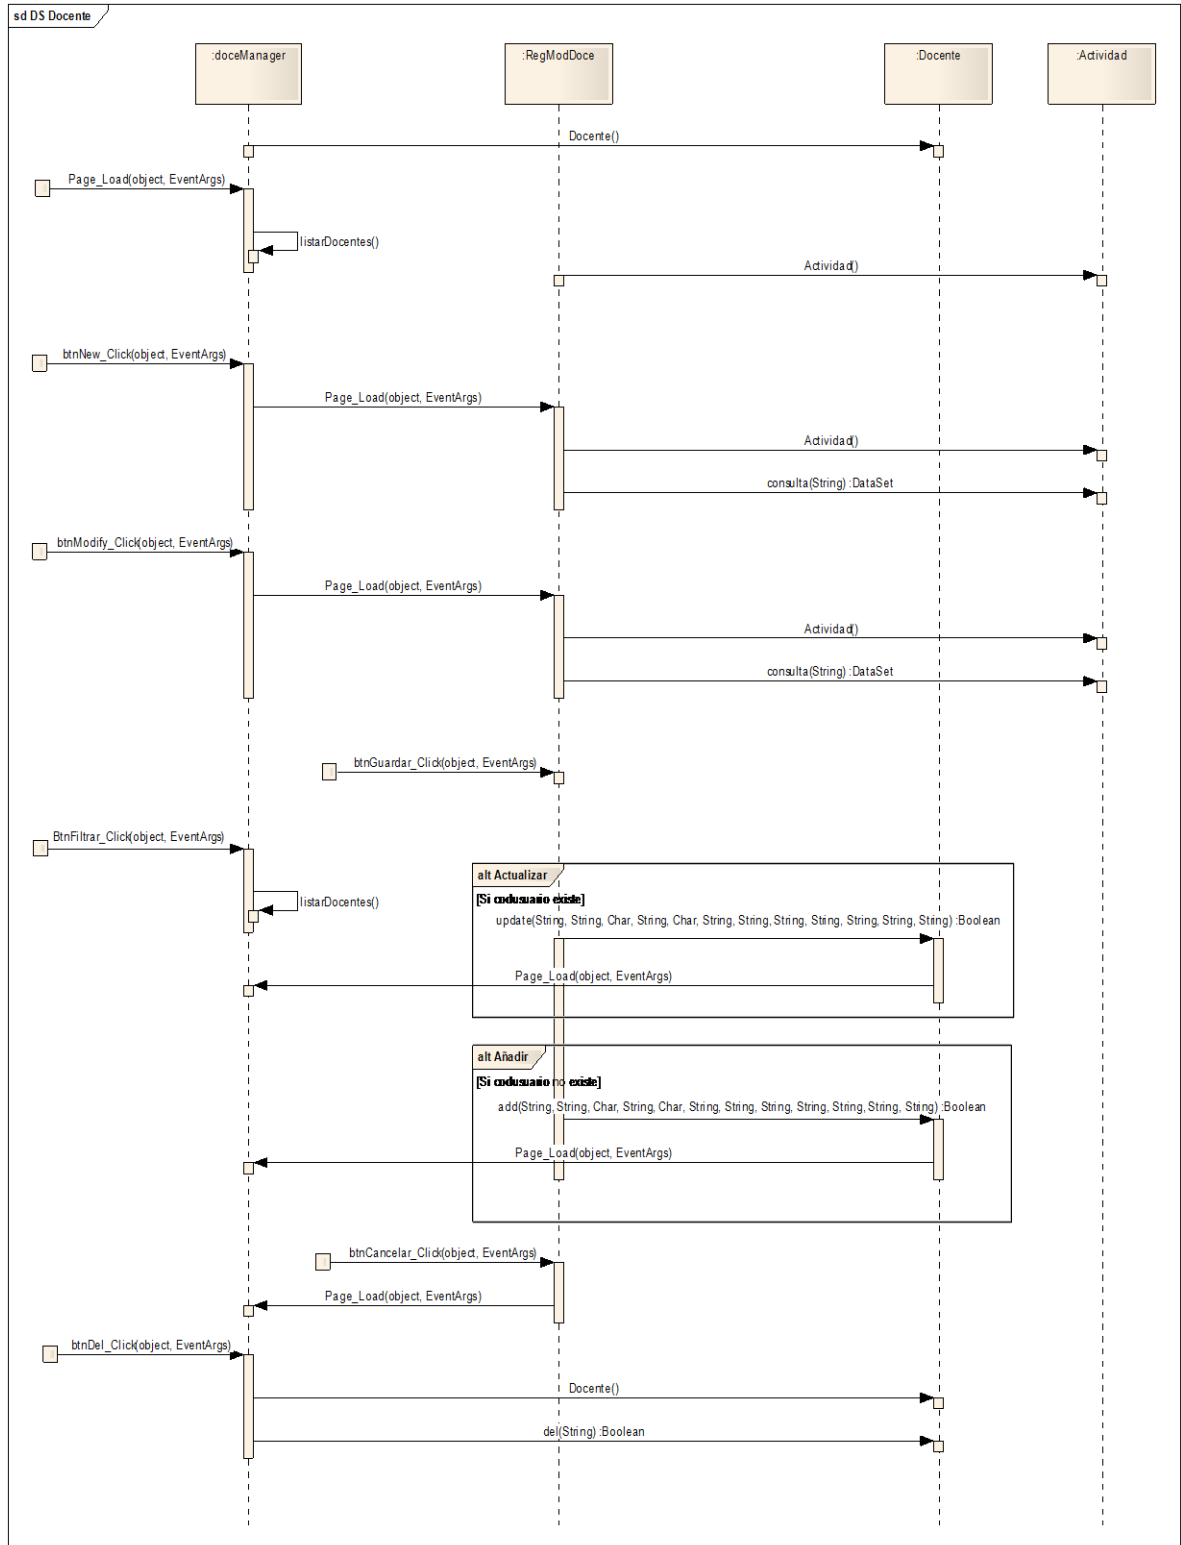 sd DS Docente
:doceManager
:RegModDoce
:Docente
:Actividad
Docente()
Page_Load(object, EventArgs)
listarDocentes()
Actividad()
btnNew_Click(object, EventArgs)
Page_Load(object, EventArgs)
Actividad()
consulta(String) :DataSet
btnModify_Click(object, EventArgs)
Page_Load(object, EventArgs)
Actividad()
consulta(String) :DataSet
btnGuardar_Click(object, EventArgs)
BtnFiltrar_Click(object, EventArgs)
listarDocentes()
alt Actualizar
[Si codusuario existe]
update(String, String, Char, String, Char, String, String, String, String, String, String, String) :Boolean
Page_Load(object, EventArgs)
alt Añadir
[Si codusuario no existe]
add(String, String, Char, String, Char, String, String, String, String, String, String, String) :Boolean
Page_Load(object, EventArgs)
btnCancelar_Click(object, EventArgs)
Page_Load(object, EventArgs)
btnDel_Click(object, EventArgs)
Docente()
del(String) :Boolean